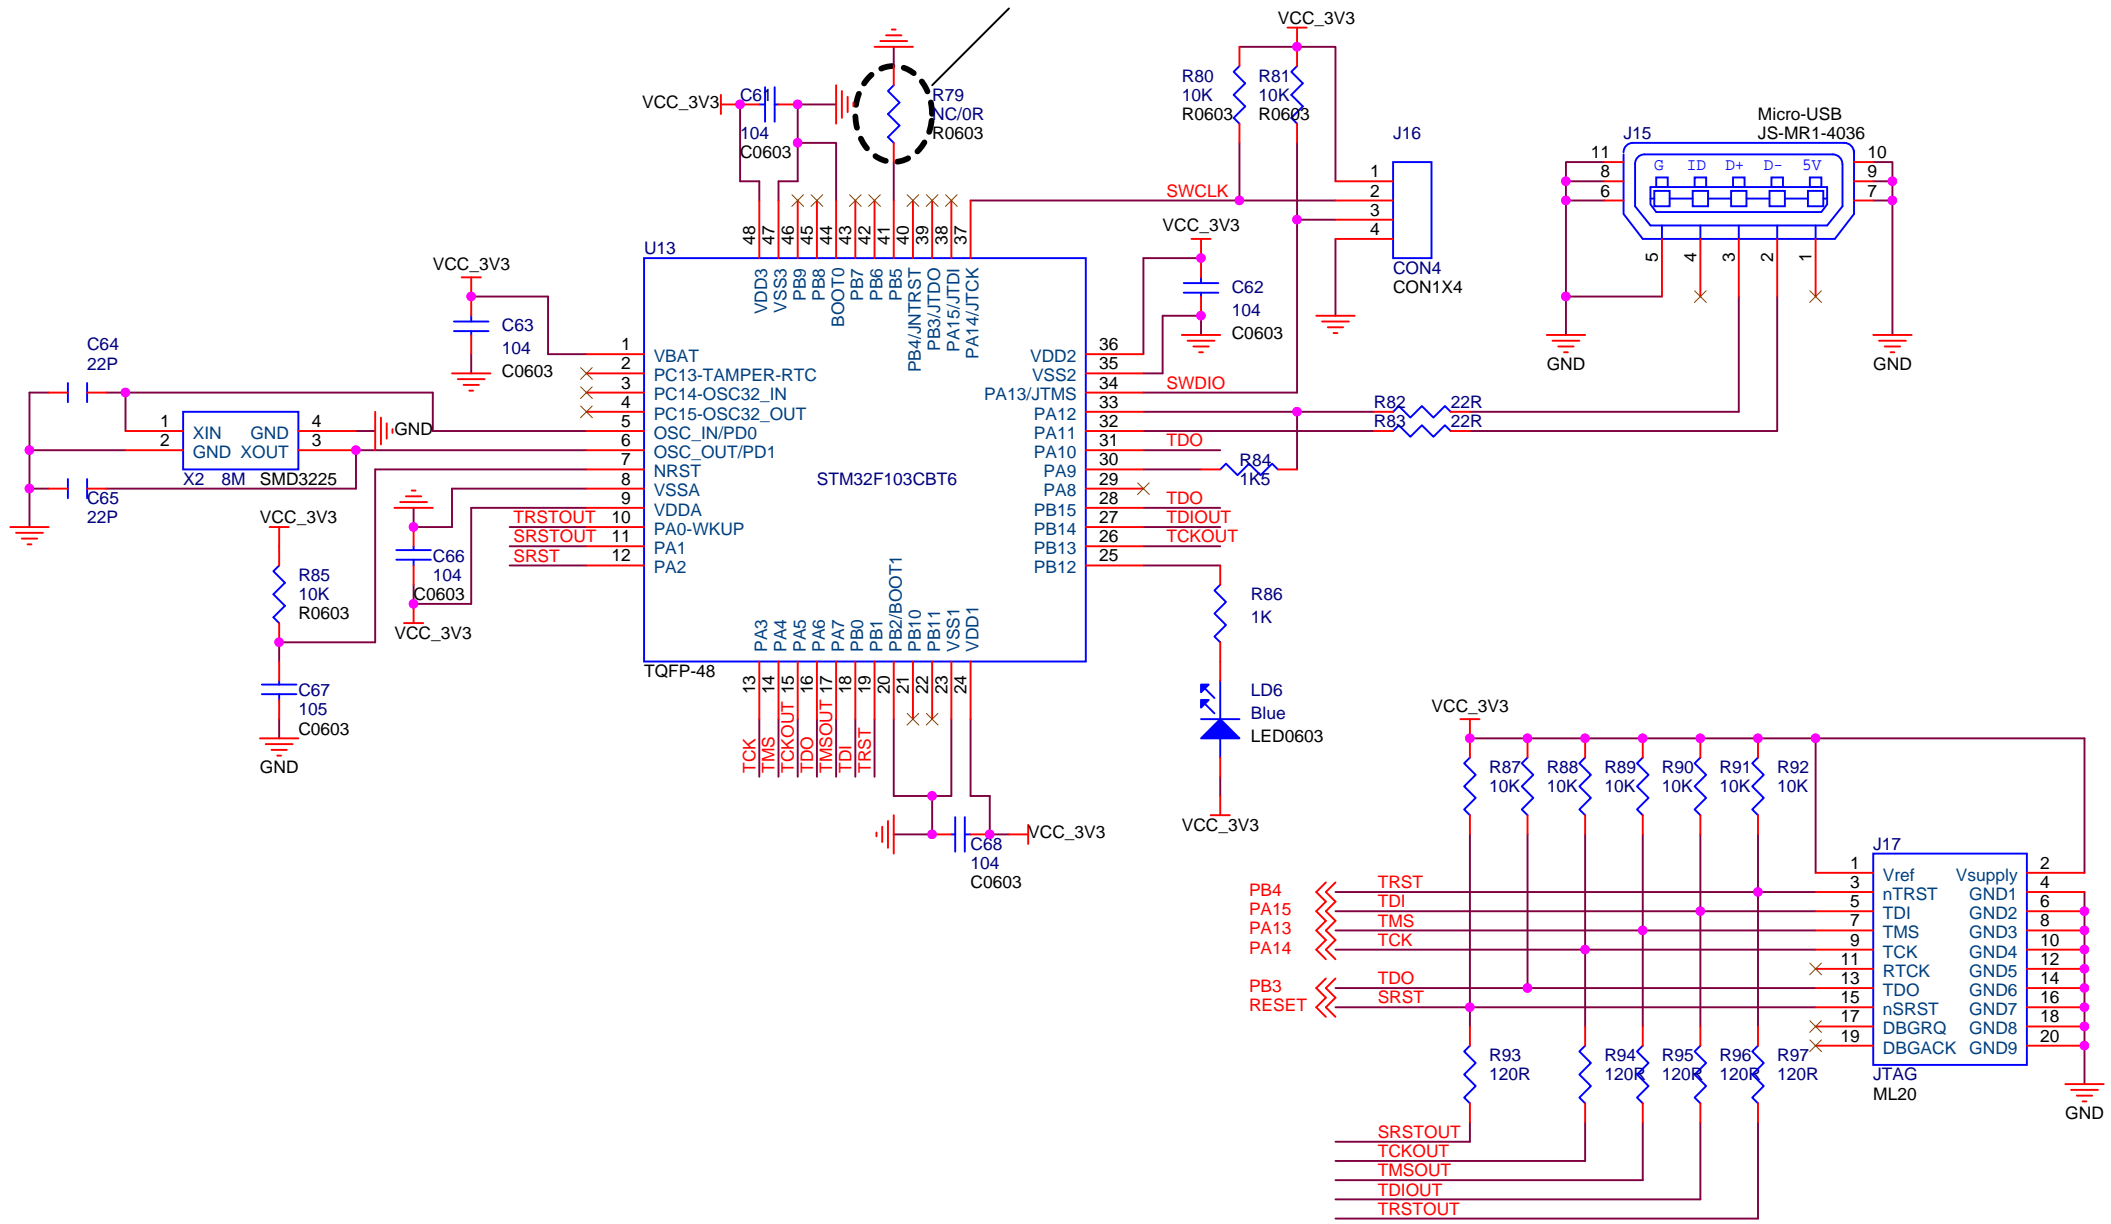 VCC_3V3
C61
104
C0603
R79
NC/0R
R0603
VCC_3V3
R80
10K
R0603
R81
10K
R0603
J16
1
2
3
4
CON4
CON1X4
SWCLK
Micro-USB
J15
JS-MR1-4036
11
8
6
G ID D+ D- 5V
10
9
7
5
4
3
2
1
GND
GND
U13
48
47
46
45
44
43
42
41
40
39
38
37
VDD3
VSS3
PB9
PB8
BOOT0
PB7
PB6
PB5
PB4/JNTRST
PB3/JTDO
PA15/JTDI
PA14/JTCK
VCC_3V3
C63
104
C0603
VCC_3V3
C62
104
C0603
C64
22P
1 XIN
2 GND
GND 4
XOUT 3
X2 8M SMD3225
GND
C65
22P
1 VBAT
2 PC13-TAMPER-RTC
3 PC14-OSC32_IN
4 PC15-OSC32_OUT
5 OSC_IN/PD0
6 OSC_OUT/PD1
7 NRST
8 VSSA
9 VDDA
TRSTOUT 10 PA0-WKUP
SRSTOUT 11 PA1
SRST 12 PA2
STM32F103CBT6
VDD2 36
VSS2 35
PA13/JTMS 34 SWDIO
PA12 33
PA11 32
PA10 31 TDO
PA9 30
PA8 29
PB15 28 TDO
PB14 27 TDIOUT
PB13 26 TCKOUT
PB12 25
R82 22R
R83 22R
R84
1K5
VCC_3V3
R85
10K
R0603
C67
105
C0603
GND
C66
104
C0603
VCC_3V3
PA3
PA4
PA5
PA6
PA7
PB0
PB1
PB2/BOOT1
PB10
PB11
VSS1
VDD1
TQFP-48
13
14
15
16
17
18
19
20
21
22
23
24
TCK
TMS
TCKOUT
TDO
TMSOUT
TDI
TRST
C68
104
C0603
VCC_3V3
R86
1K
LD6
Blue
LED0603
VCC_3V3
VCC_3V3
R87
10K
R88
10K
R89
10K
R90
10K
R91
10K
R92
10K
J17
PB4 TRST
PA15 TDI
PA13 TMS
PA14 TCK
PB3 TDO
RESET SRST
1 Vref Vsupply 2
3 nTRST GND1 4
5 TDI GND2 6
7 TMS GND3 8
9 TCK GND4 10
11 RTCK GND5 12
13 TDO GND6 14
15 nSRST GND7 16
17 DBGRQ GND8 18
19 DBGACK GND9 20
JTAG
ML20
GND
R93
120R
R94
120R
R95
120R
R96
120R
R97
120R
SRSTOUT
TCKOUT
TMSOUT
TDIOUT
TRSTOUT